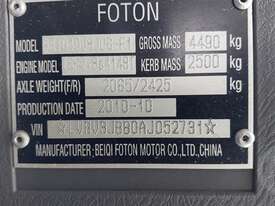 FOTON
MODEL GROSS MASS 4490 kg
ENGINE MODEL KERB MASS 2500 kg
AXLE WEIGHT(F/R) 2065/2425 kg
PRODUCTION DATE 2010-10
VIN
MANUFACTURER:BEIQI FOTON MOTOR CO.,LTD,CHINA